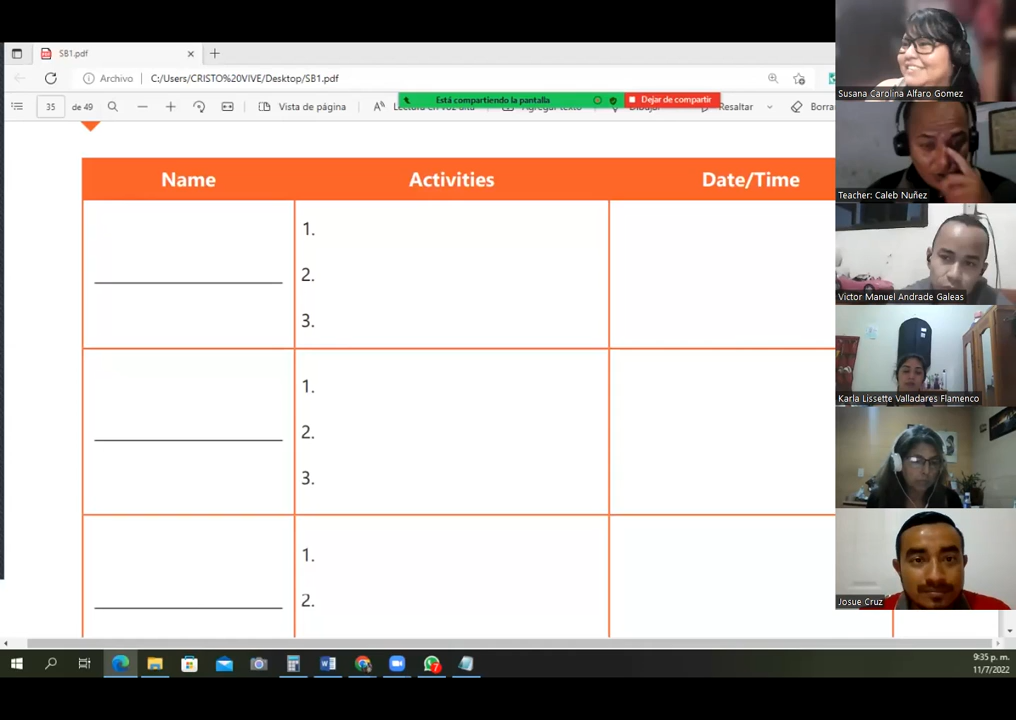 SB1.pdf
Archivo
C:/Users/CRISTO%20VIVE/Desktop/SB1.pdf
35 de 49
Vista de página
Está compartiendo la pantalla
Dejar de compartir
Resaltar
Borrar
Name Activities Date/Time
1.
2.
3.
1.
2.
3.
1.
2.
Susana Carolina Alfaro Gomez
Teacher: Caleb Nuñez
Victor Manuel Andrade Galeas
Karla Lissette Valladares Flamenco
Josue Cruz
7
9:35 p. m.
11/7/2022